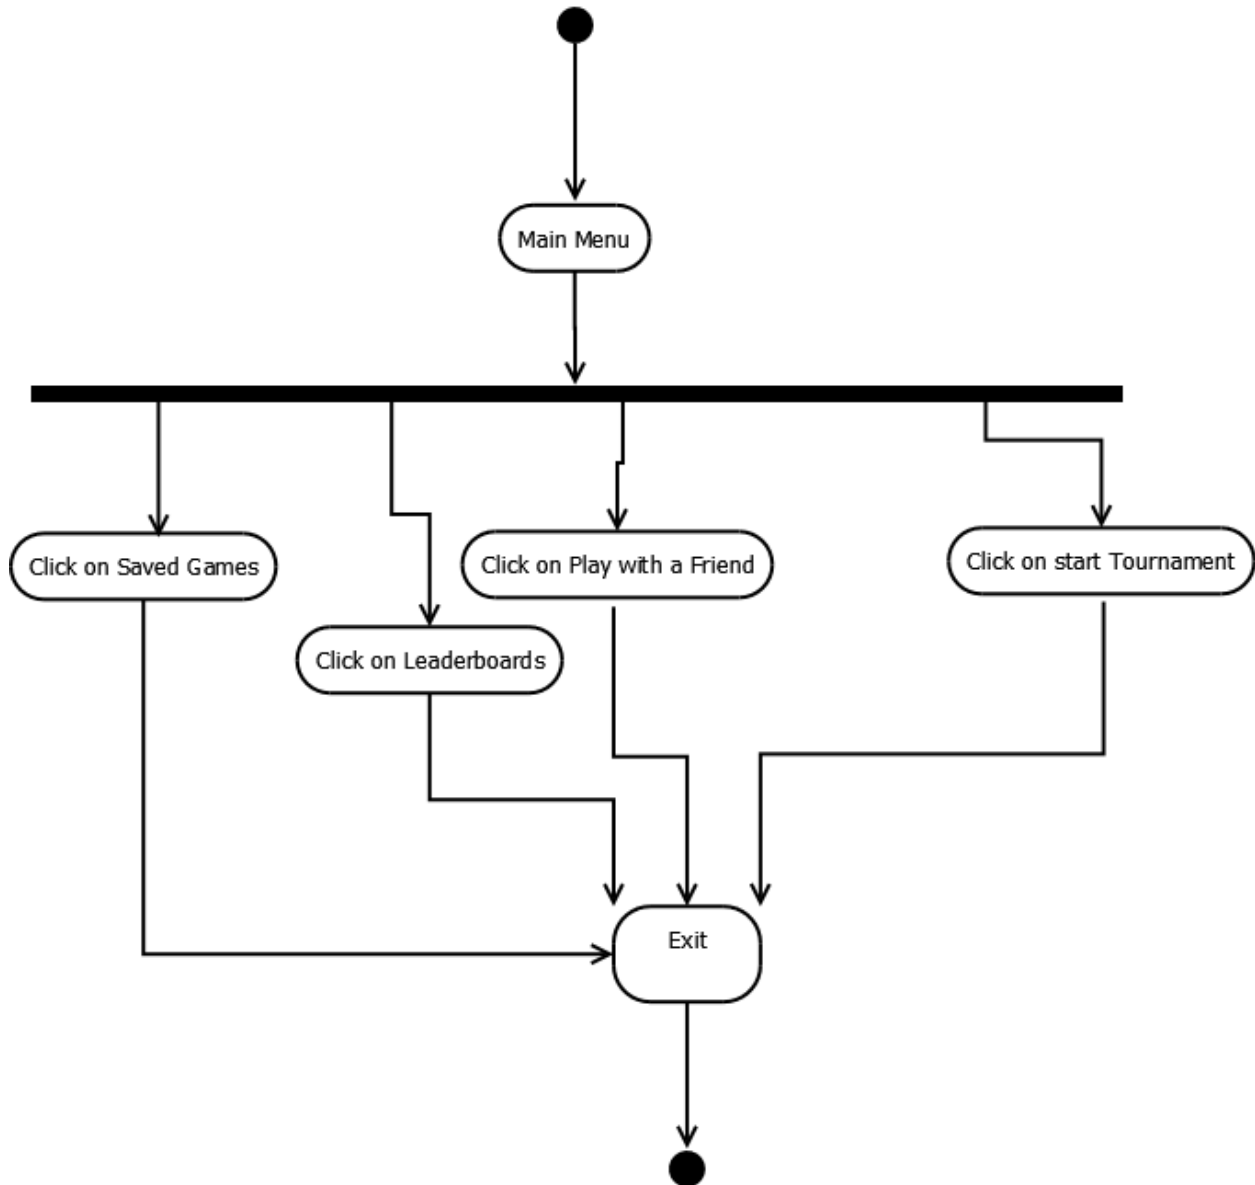 Main Menu
Click on Saved Games
Click on Play with a Friend
Click on start Tournament
Click on Leaderboards
Exit